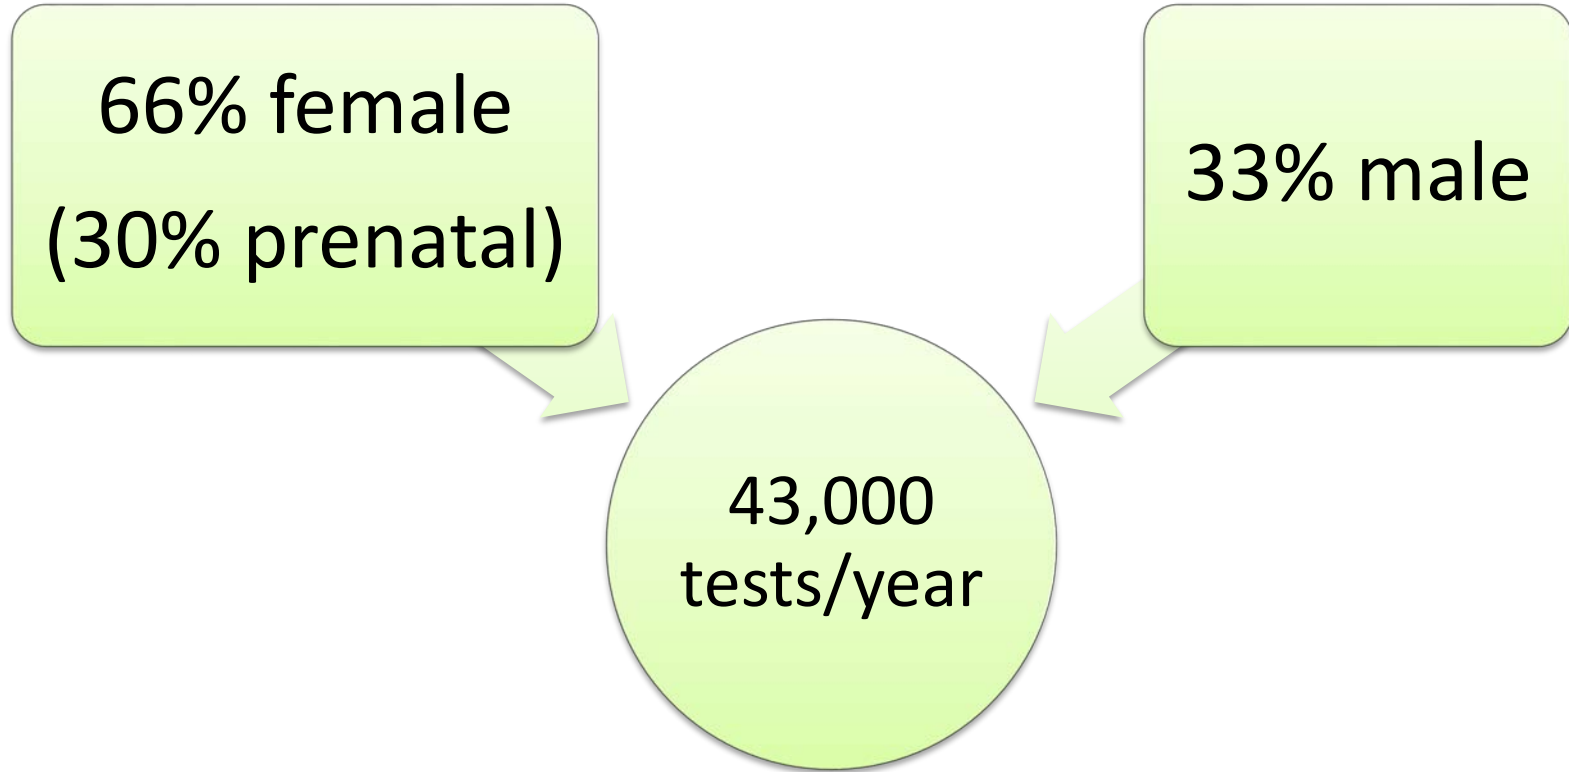 66% female
(30% prenatal)
33% male
43,000
tests/year